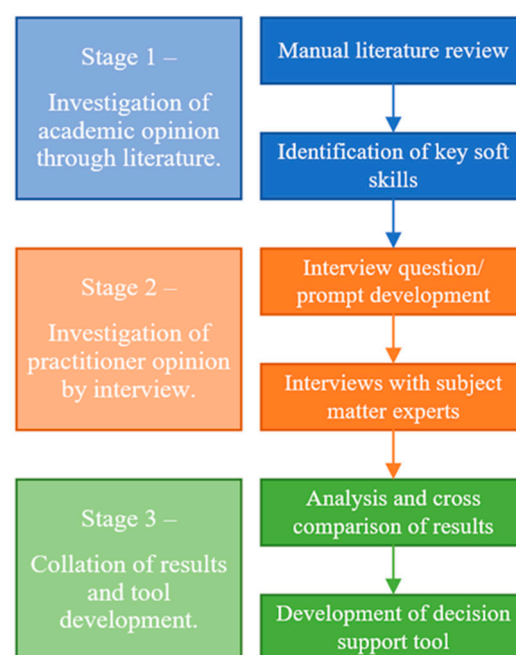 Stage 1 –
Investigation of
academic opinion
through literature.
Manual literature review
Identification of key soft
skills
Stage 2 –
Investigation of
practitioner opinion
by interview.
Interview question/
prompt development
Interviews with subject
matter experts
Stage 3 –
Collation of results
and tool
development.
Analysis and cross
comparison of results
Development of decision
support tool